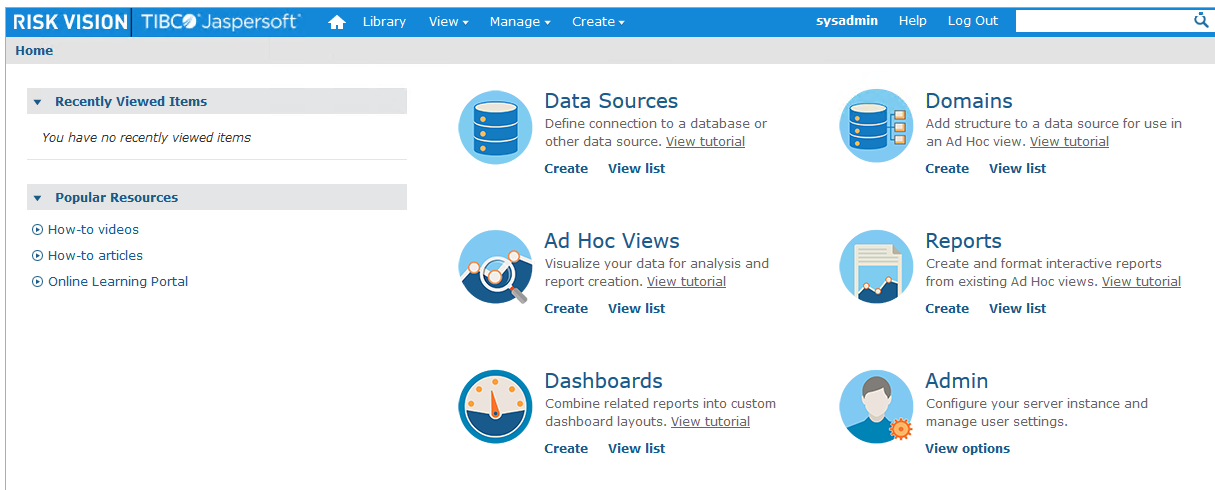 RISK VISION TIBCO Jaspersoft® Library View Manage Create sysadmin Help Log Out
Home
Recently Viewed Items
You have no recently viewed items
Popular Resources
How-to videos
How-to articles
Online Learning Portal
Data Sources
Define connection to a database or
other data source. View tutorial
Create View list
Domains
Add structure to a data source for use in
an Ad Hoc view. View tutorial
Create View list
Ad Hoc Views
Visualize your data for analysis and
report creation. View tutorial
Create View list
Reports
Create and format interactive reports
from existing Ad Hoc views. View tutorial
Create View list
Dashboards
Combine related reports into custom
dashboard layouts. View tutorial
Create View list
Admin
Configure your server instance and
manage user settings.
View options